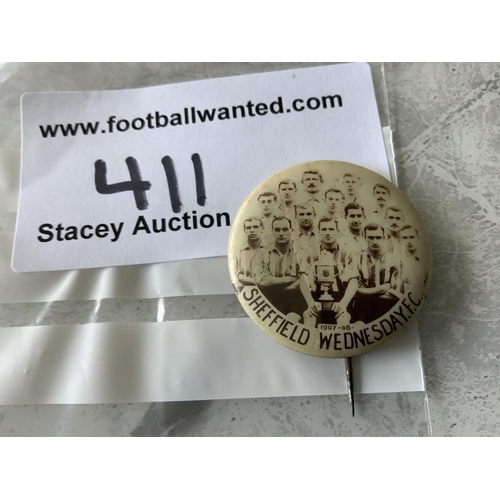 www.footballwanted.com
411
Stacey Auction
1907-08.
SHEFFIELD WEDNESDAY.F.C.